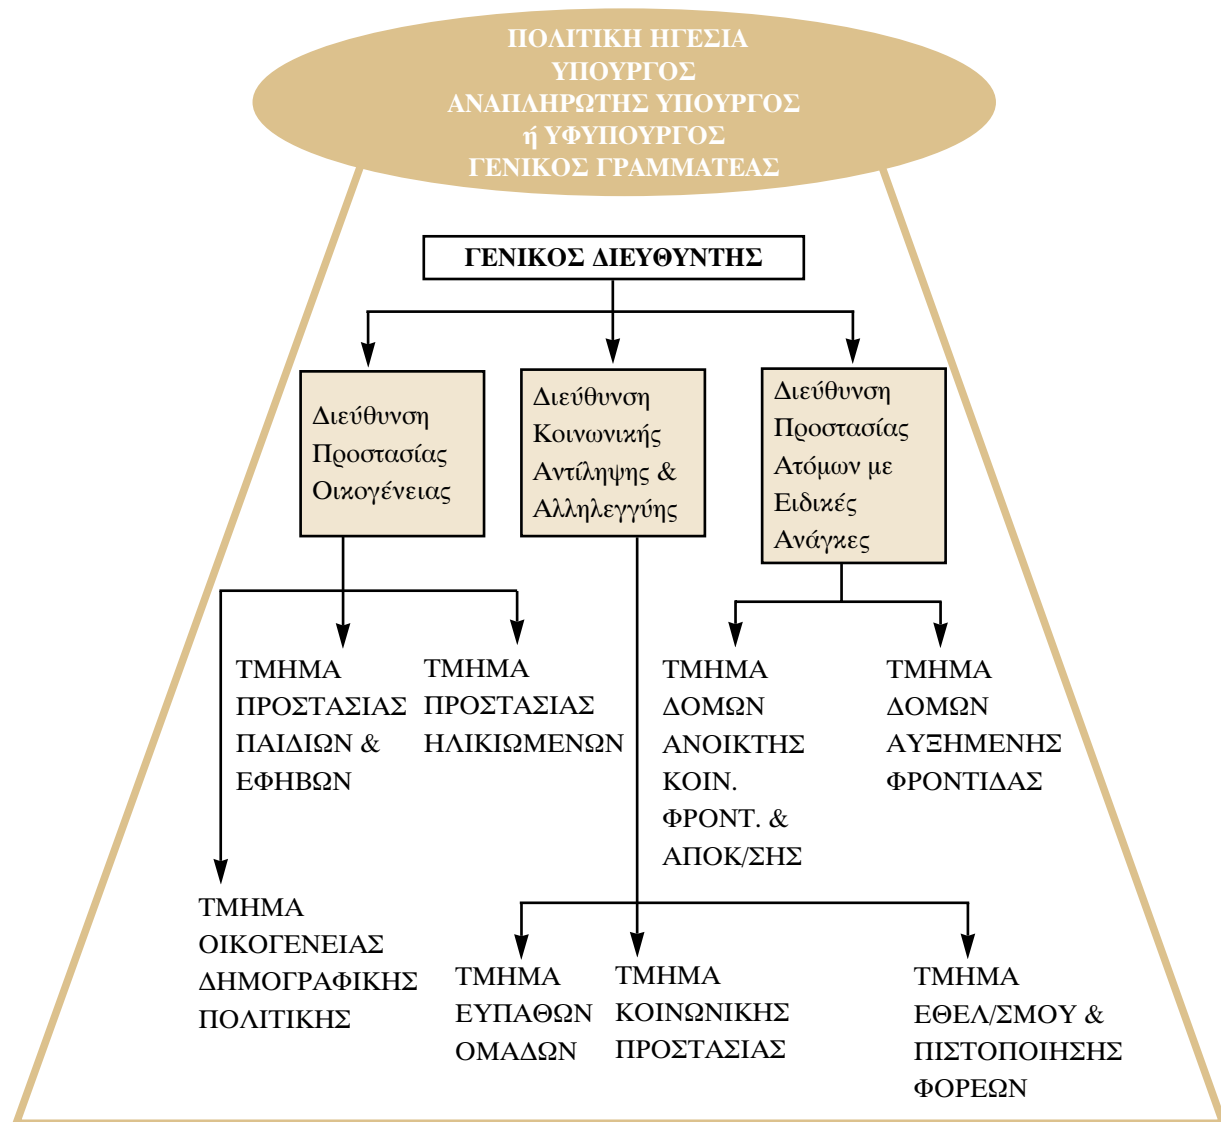 ΠΟΛΙΤΙΚΗ ΗΓΕΣΙΑ
ΥΠΟΥΡΓΟΣ
ΑΝΑΠΛΗΡΩΤΗΣ ΥΠΟΥΡΓΟΣ
ή ΥΦΥΠΟΥΡΓΟΣ
ΓΕΝΙΚΟΣ ΓΡΑΜΜΑΤΕΑΣ
ΓΕΝΙΚΟΣ ΔΙΕΥΘΥΝΤΗΣ
Διεύθυνση
Προστασίας
Οικογένειας
Διεύθυνση
Κοινωνικής
Αντίληψης &
Αλληλεγγύης
Διεύθυνση
Προστασίας
Ατόμων με
Ειδικές
Ανάγκες
ΤΜΗΜΑ
ΠΡΟΣΤΑΣΙΑΣ
ΠΑΙΔΙΩΝ &
ΕΦΗΒΩΝ
ΤΜΗΜΑ
ΠΡΟΣΤΑΣΙΑΣ
ΗΛΙΚΙΩΜΕΝΩΝ
ΤΜΗΜΑ
ΔΟΜΩΝ
ΑΝΟΙΚΤΗΣ
ΚΟΙΝ.
ΦΡΟΝΤ. &
ΑΠΟΚ/ΣΗΣ
ΤΜΗΜΑ
ΔΟΜΩΝ
ΑΥΞΗΜΕΝΗΣ
ΦΡΟΝΤΙΔΑΣ
ΤΜΗΜΑ
ΟΙΚΟΓΕΝΕΙΑΣ
ΔΗΜΟΓΡΑΦΙΚΗΣ
ΠΟΛΙΤΙΚΗΣ
ΤΜΗΜΑ
ΕΥΠΑΘΩΝ
ΟΜΑΔΩΝ
ΤΜΗΜΑ
ΚΟΙΝΩΝΙΚΗΣ
ΠΡΟΣΤΑΣΙΑΣ
ΤΜΗΜΑ
ΕΘΕΛ/ΣΜΟΥ &
ΠΙΣΤΟΠΟΙΗΣΗΣ
ΦΟΡΕΩΝ